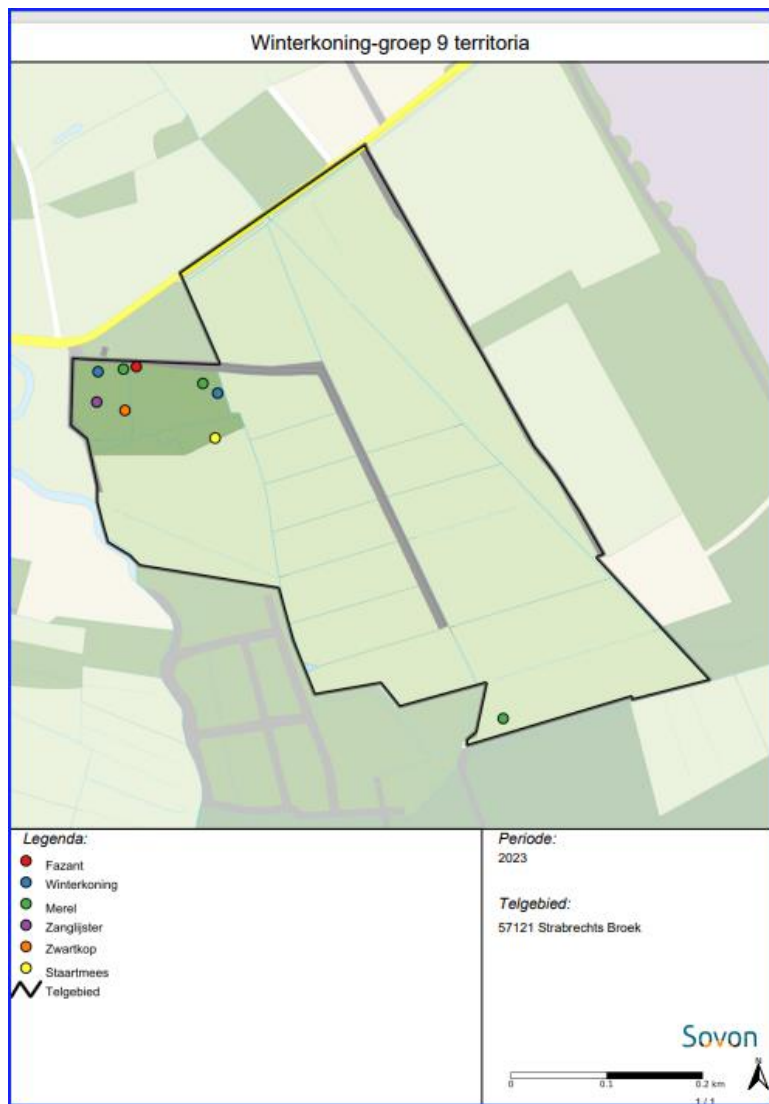 Winterkoning-groep 9 territoria
Legenda:
Fazant
Winterkoning
Merel
Zanglijster
Zwartkop
Staartmees
Telgebied
Periode:
2023
Telgebied:
57121 Strabrechts Broek
Sovon
N
0 0.1 0.2 km
1 / 1